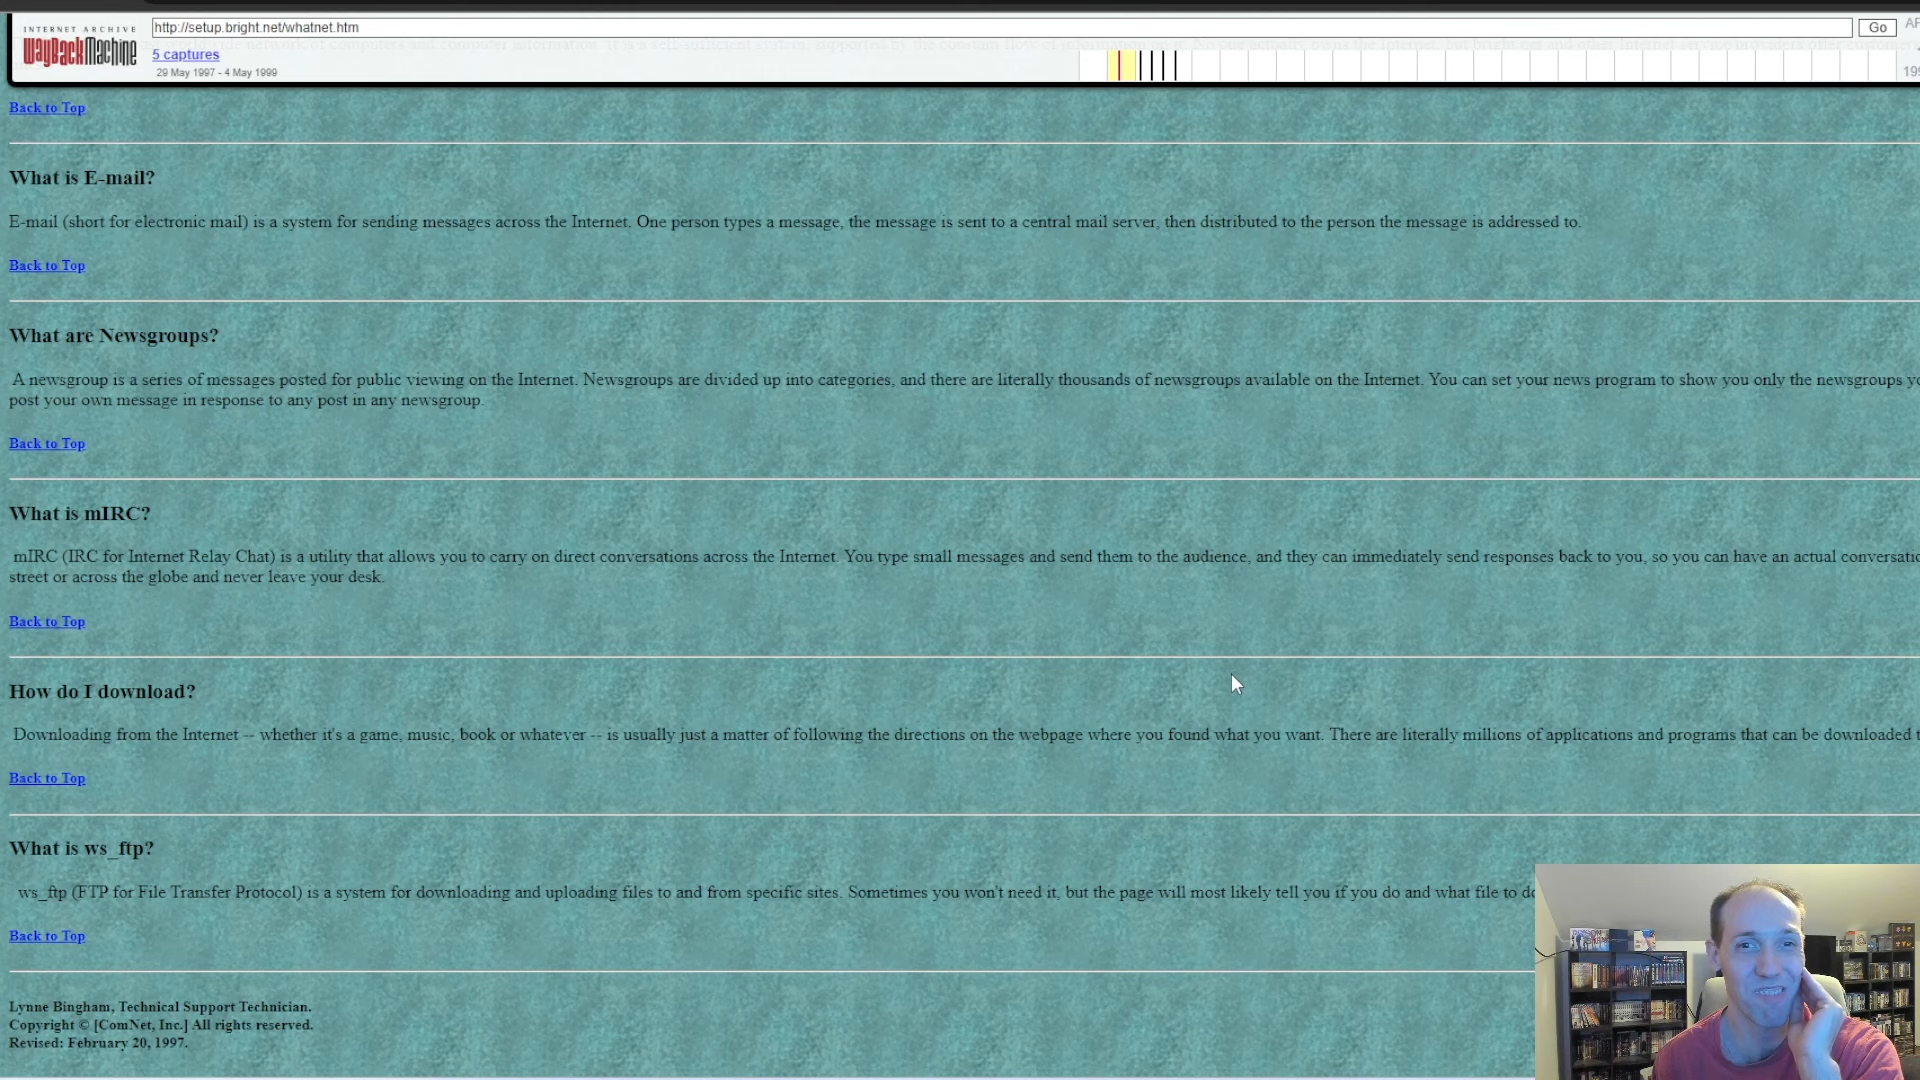 INTERNET ARCHIVE
WayBackMachine
http://setup.bright.net/whatnet.htm
Go
5 captures
29 May 1997 - 4 May 1999
Back to Top
What is E-mail?
E-mail (short for electronic mail) is a system for sending messages across the Internet. One person types a message, the message is sent to a central mail server, then distributed to the person the message is addressed to.
Back to Top
What are Newsgroups?
A newsgroup is a series of messages posted for public viewing on the Internet. Newsgroups are divided up into categories, and there are literally thousands of newsgroups available on the Internet. You can set your news program to show you only the newsgroups
post your own message in response to any post in any newsgroup.
Back to Top
What is mIRC?
mIRC (IRC for Internet Relay Chat) is a utility that allows you to carry on direct conversations across the Internet. You type small messages and send them to the audience, and they can immediately send responses back to you, so you can have an actual
street or across the globe and never leave your desk.
Back to Top
How do I download?
Downloading from the Internet -- whether it's a game, music, book or whatever -- is usually just a matter of following the directions on the webpage where you found what you want. There are literally millions of applications and programs that can be downloaded
Back to Top
What is ws_ftp?
ws_ftp (FTP for File Transfer Protocol) is a system for downloading and uploading files to and from specific sites. Sometimes you won't need it, but the page will most likely tell you if you do and what file to
Back to Top
Lynne Bingham, Technical Support Technician.
Copyright © [ComNet, Inc.] All rights reserved.
Revised: February 20, 1997.